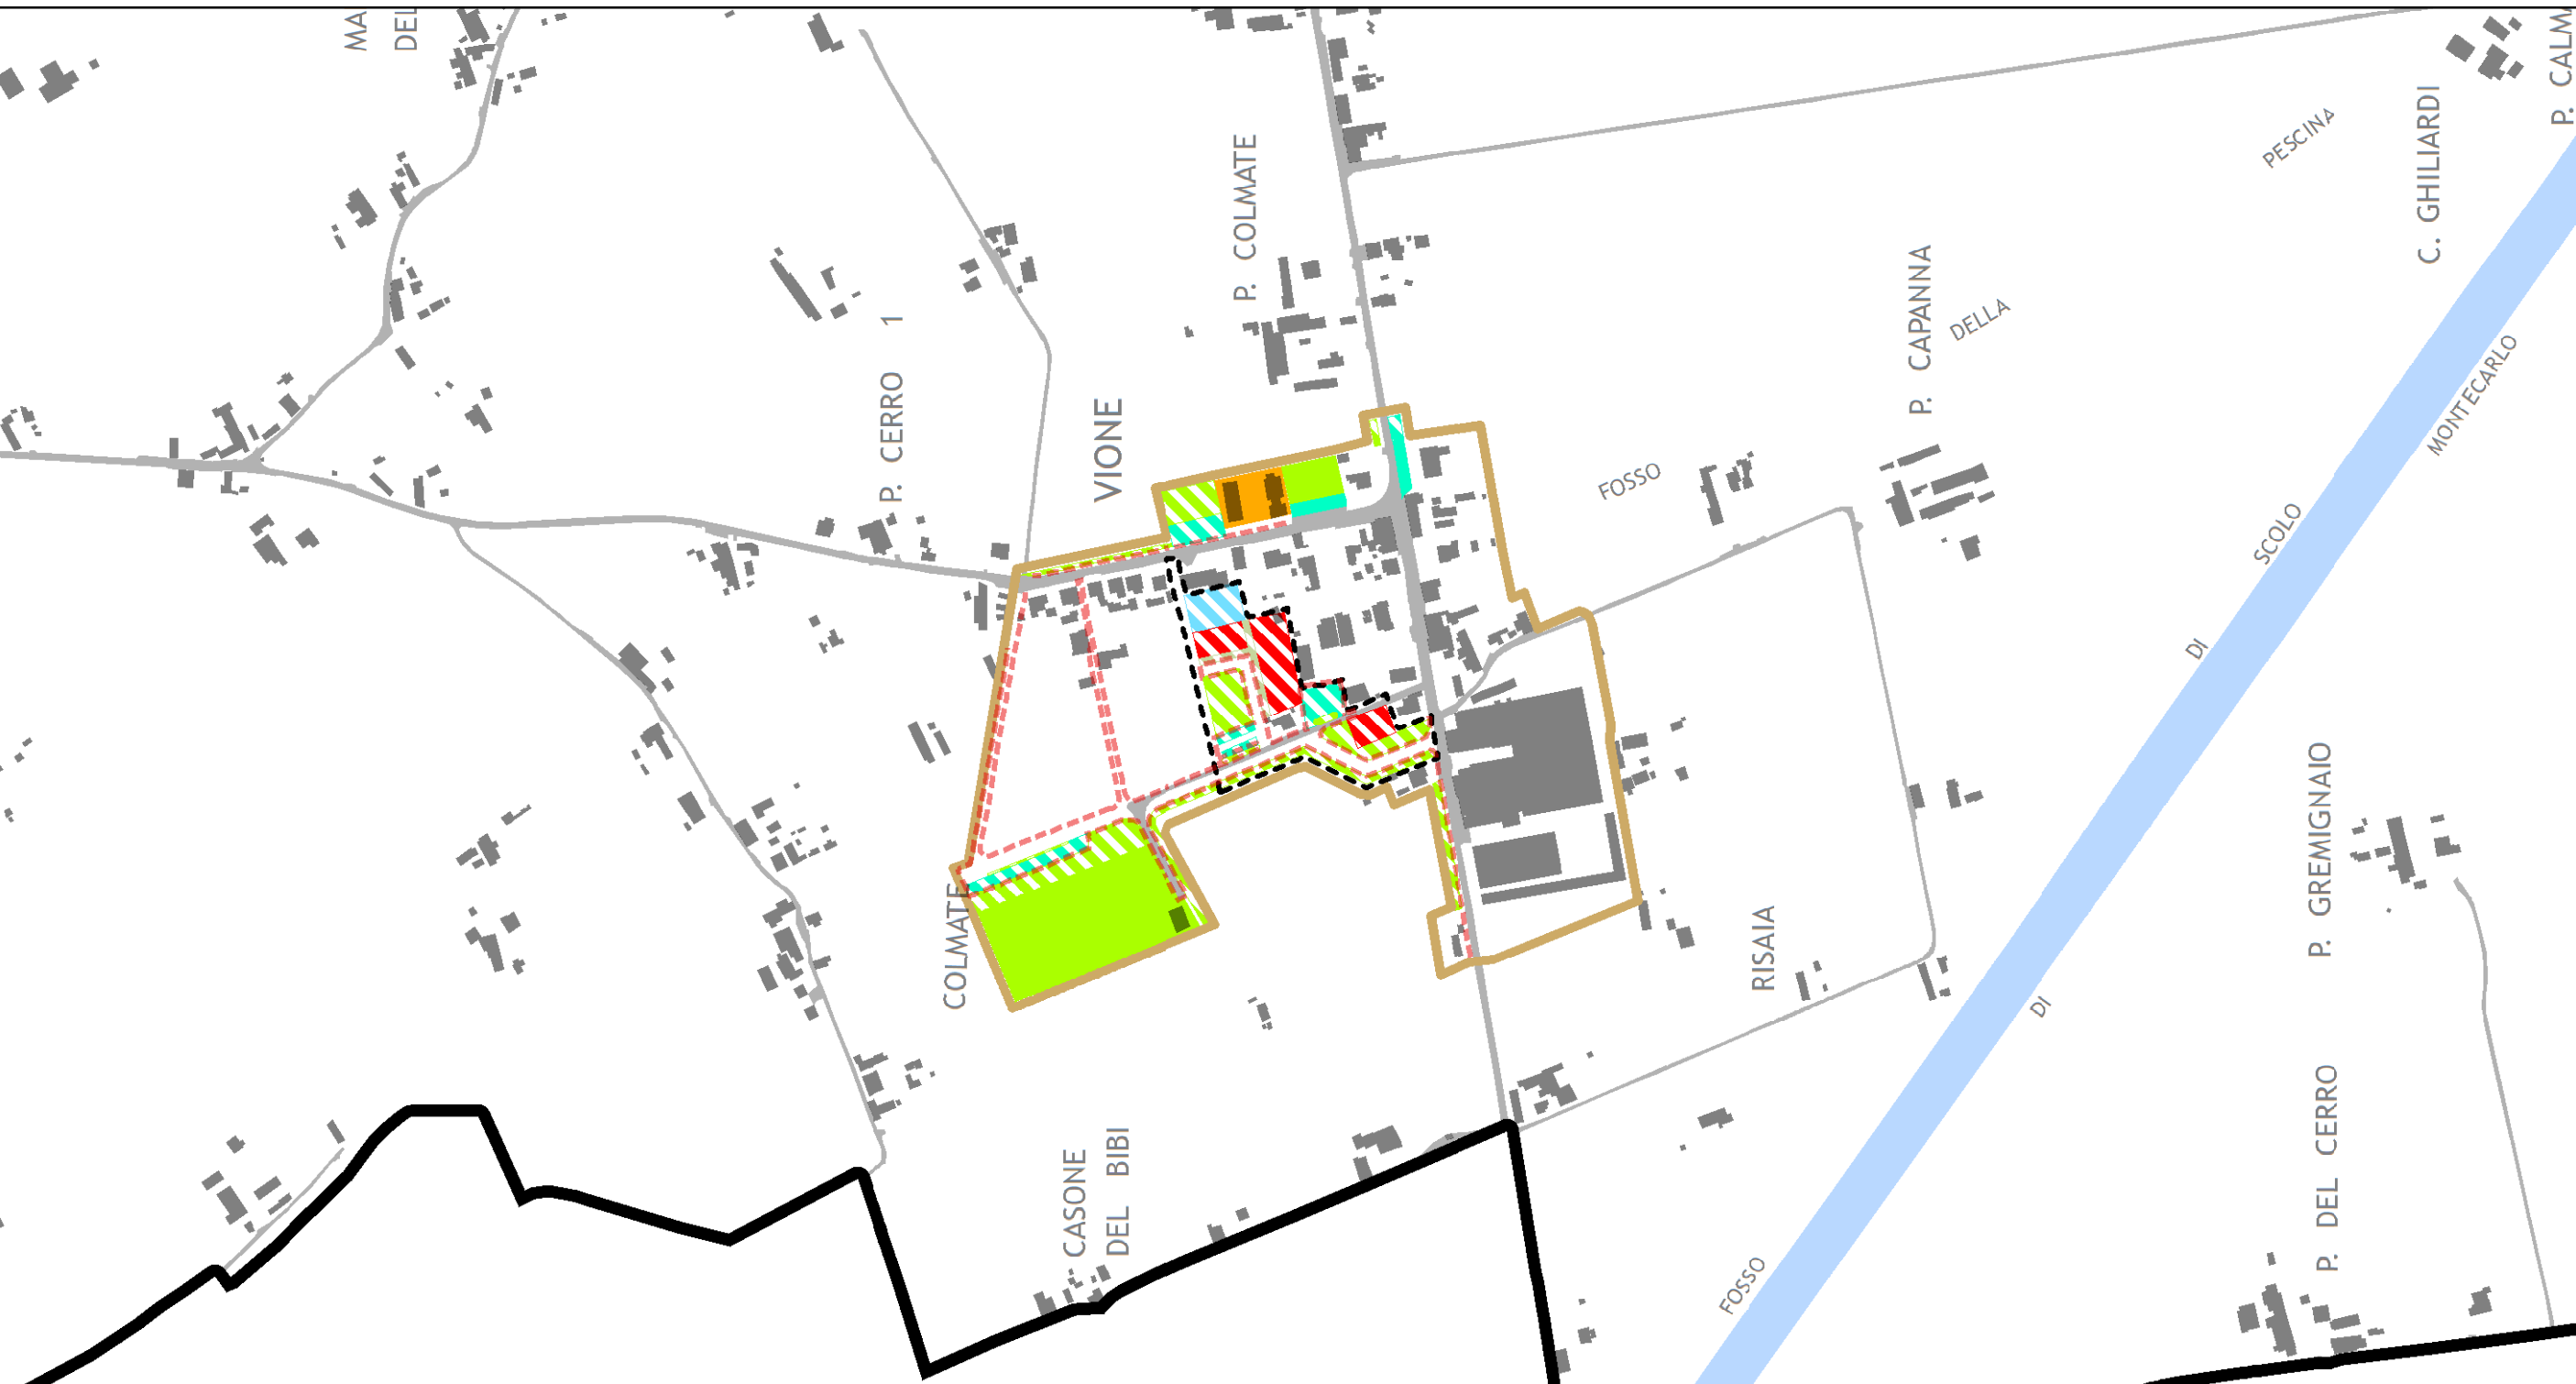 MA
DEL
P. CALM
P. COLMATE
PESCINA
C. GHILIARDI
P. CERRO 1
VIONE
P. CAPANNA
DELLA
FOSSO
MONTECARLO
SCOLO
DI
COLMATE
RISAIA
DI
P. GREMIGNAIO
CASONE
DEL BIBI
FOSSO
P. DEL CERRO